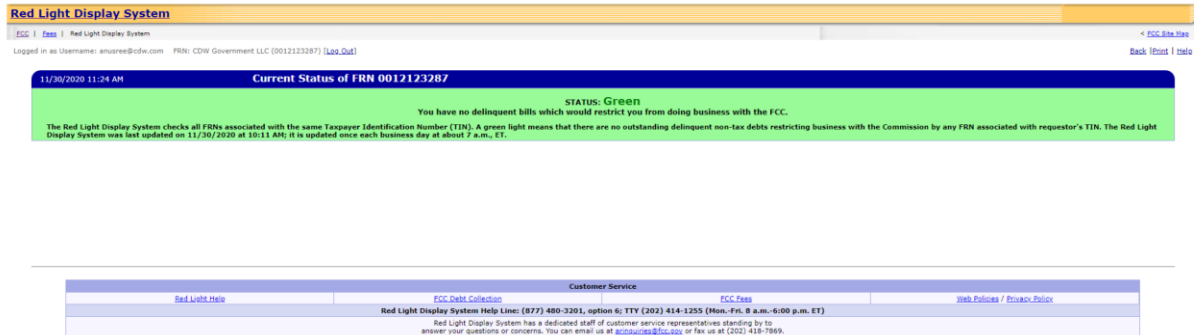 Red Light Display System
FCC | Fees | Red Light Display System < FCC Site Map
Logged in as Username: anusree@cdw.com FRN: CDW Government LLC (0012123287) [Log Out] Back |Print | Help
11/30/2020 11:24 AM Current Status of FRN 0012123287
STATUS: Green
You have no delinquent bills which would restrict you from doing business with the FCC.
The Red Light Display System checks all FRNs associated with the same Taxpayer Identification Number (TIN). A green light means that there are no outstanding delinquent non-tax debts restricting business with the Commission by any FRN associated with requestor's TIN. The Red Light
Display System was last updated on 11/30/2020 at 10:11 AM; it is updated once each business day at about 7 a.m., ET.
Customer Service
Red Light Help FCC Debt Collection FCC Fees Web Policies / Privacy Policy
Red Light Display System Help Line: (877) 480-3201, option 6; TTY (202) 414-1255 (Mon.-Fri. 8 a.m.-6:00 p.m. ET)
Red Light Display System has a dedicated staff of customer service representatives standing by to
answer your questions or concerns. You can email us at arinquiries@fcc.gov or fax us at (202) 418-7869.